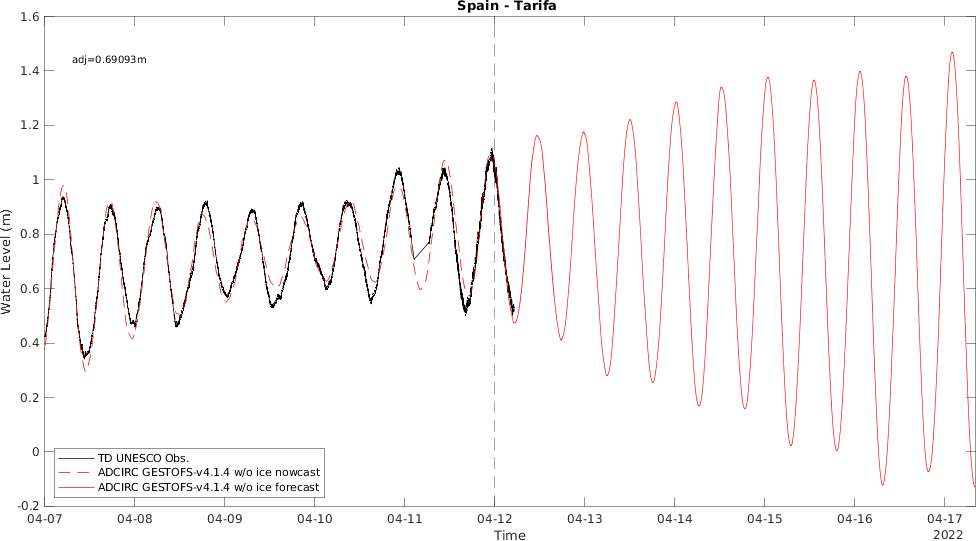 Spain - Tarifa
adj=0.69093m
Water Level (m)
1.6
1.4
1.2
1
0.8
0.6
0.4
0.2
0
-0.2
TD UNESCO Obs.
ADCIRC GESTOFS-v4.1.4 w/o ice nowcast
ADCIRC GESTOFS-v4.1.4 w/o ice forecast
04-07 04-08 04-09 04-10 04-11 04-12 04-13 04-14 04-15 04-16 04-17
Time
2022